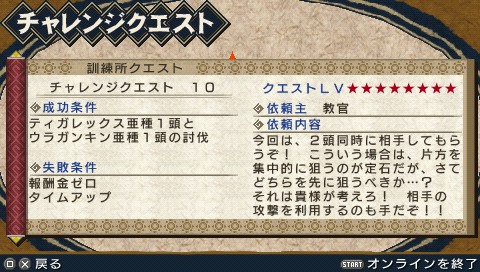 チャレンジクエスト
訓練所クエスト
チャレンジクエスト 10
クエストLV★★★★★★★★
成功条件
ティガレックス亜種1頭と
ウラガンキン亜種1頭の討伐
失敗条件
報酬金ゼロ
タイムアップ
依頼主 教官
依頼内容
今回は、2頭同時に相手してもら
うぞ! こういう場合は、片方を
集中的に狙うのが定石だが、さて
どちらを先に狙うべきか…?
それは貴様が考えろ! 相手の
攻撃を利用するのも手だぞ!!
戻る
START オンラインを終了